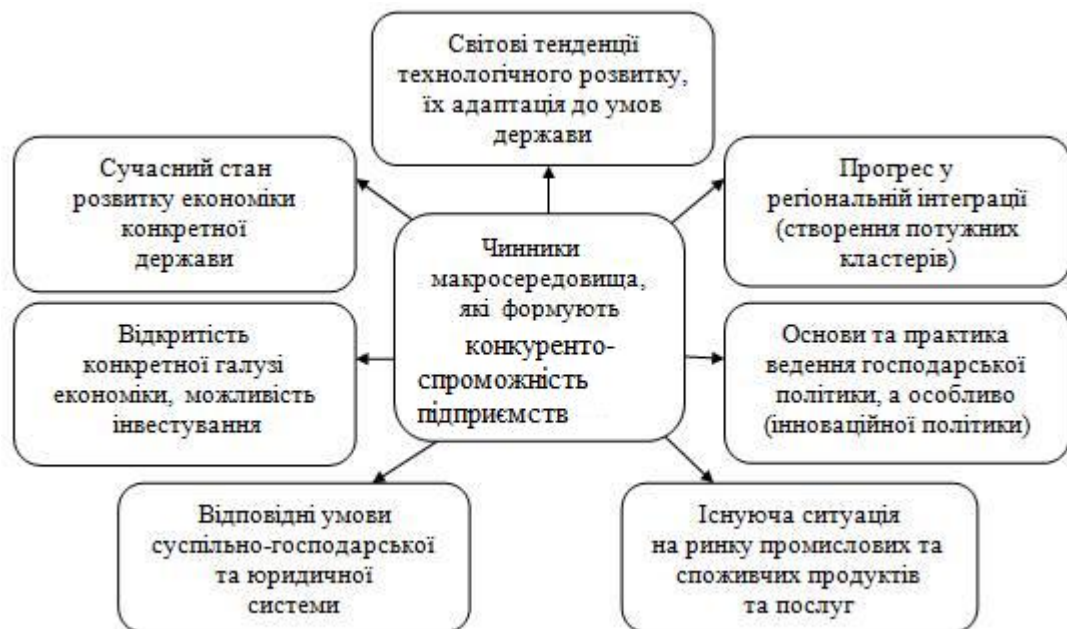 Світові тенденції
технологічного розвитку,
їх адаптація до умов
держави
Сучасний стан
розвитку економіки
конкретної
держави
Прогрес у
регіональній інтеграції
(створення потужних
кластерів)
Чинники
макросередовища,
які формують
конкуренто-
спроможність
підприємств
Відкритість
конкретної галузі
економіки, можливість
інвестування
Основи та практика
ведення господарської
політики, а особливо
(інноваційної політики)
Відповідні умови
суспільно-господарської
та юридичної
системи
Існуюча ситуація
на ринку промислових та
споживчих продуктів
та послуг